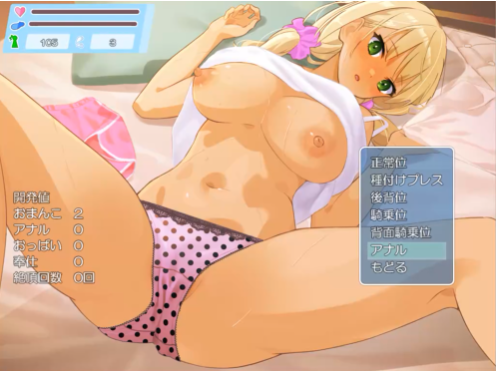 105
3
正常位
種付けプレス
後背位
騎乗位
背面騎乗位
アナル
もどる
開発値
おまんこ 2
アナル 0
おっぱい 0
奉仕 0
絶頂回数 0回